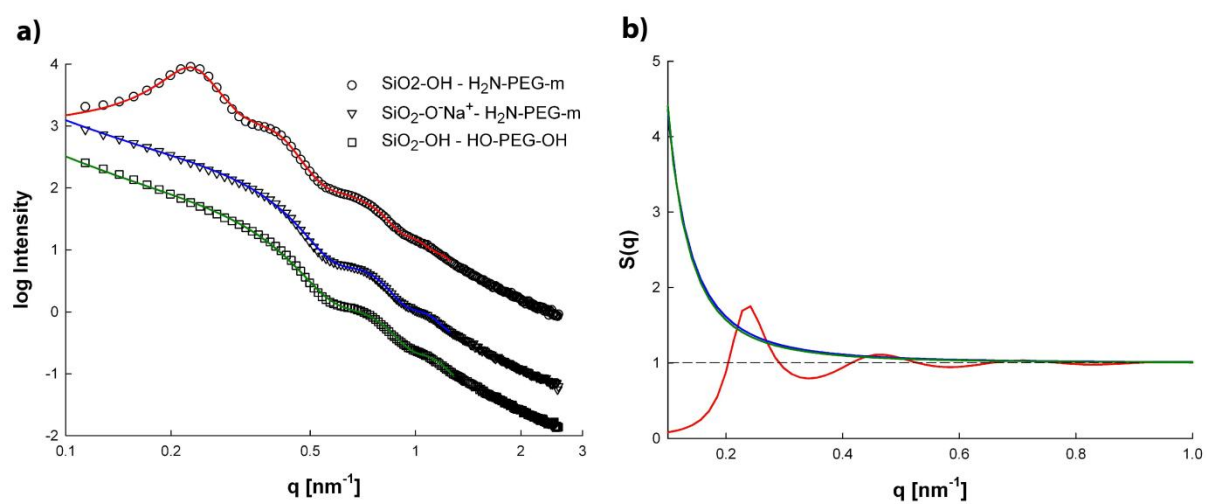 a)
log Intensity
4
3
2
1
0
-1
-2
0.1
0.2
0.5
1
2
3
q [nm⁻¹]
SiO2-OH - H₂N-PEG-m
SiO₂-O⁻Na⁺- H₂N-PEG-m
SiO₂-OH - HO-PEG-OH
b)
S(q)
5
4
3
2
1
0
0.2
0.4
0.6
0.8
1.0
q [nm⁻¹]